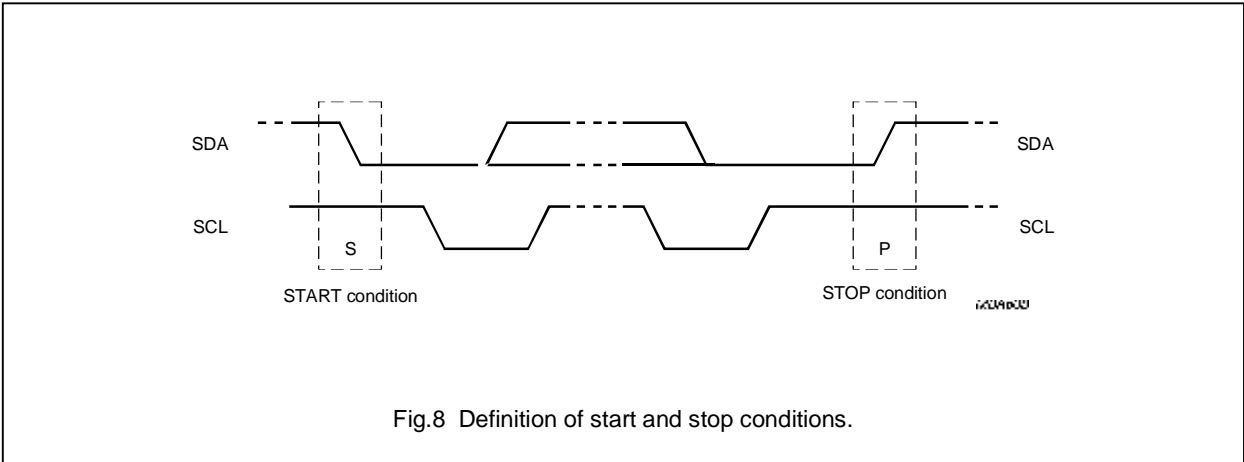 SDA
SDA
SCL
SCL
S
P
START condition
STOP condition
Fig.8 Definition of start and stop conditions.